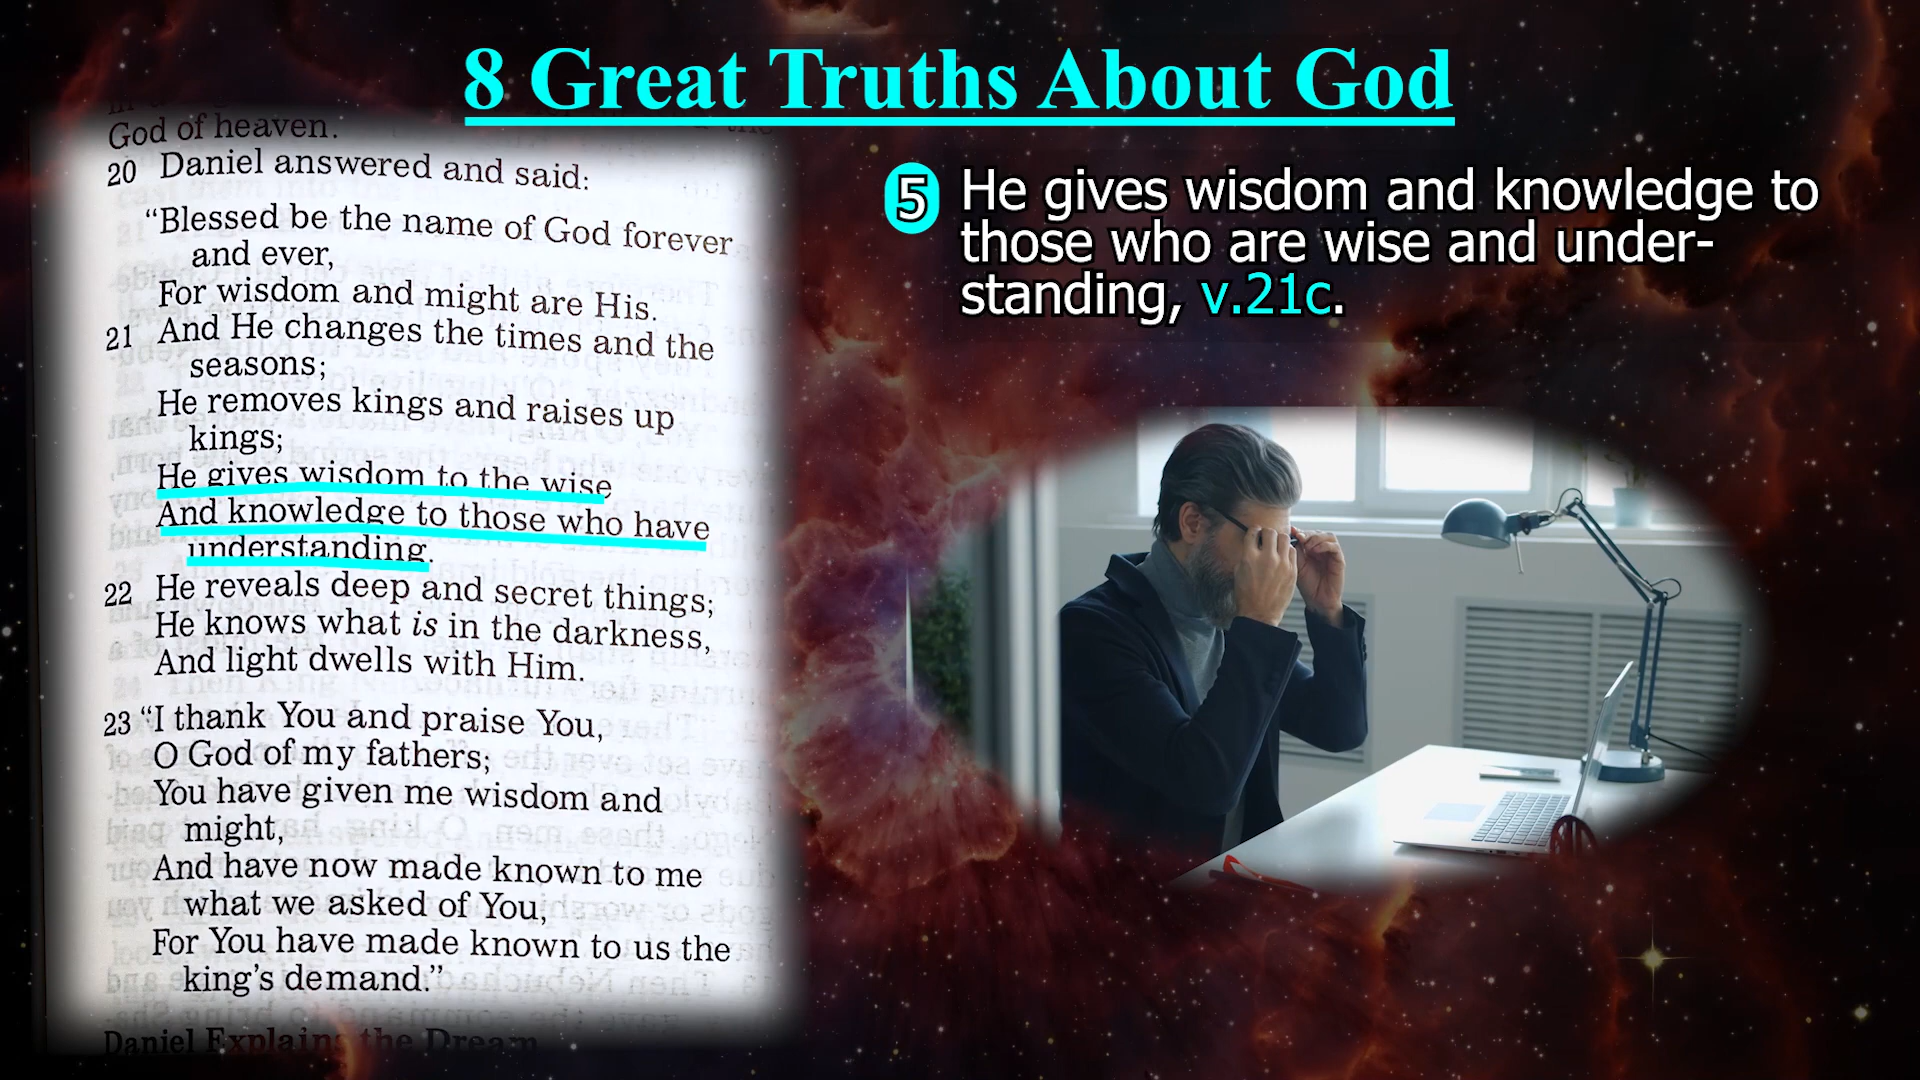 8 Great Truths About God
God of heaven.
20 Daniel answered and said:
“Blessed be the name of God forever
and ever,
For wisdom and might are His.
21 And He changes the times and the
seasons;
He removes kings and raises up
kings;
He gives wisdom to the wise
And knowledge to those who have
understanding.
22 He reveals deep and secret things;
He knows what is in the darkness,
And light dwells with Him.
23 “I thank You and praise You,
O God of my fathers;
You have given me wisdom and
might,
And have now made known to me
what we asked of You,
For You have made known to us the
king’s demand.”
Daniel Explains the Dream
5 He gives wisdom and knowledge to
those who are wise and under-
standing, v.21c.